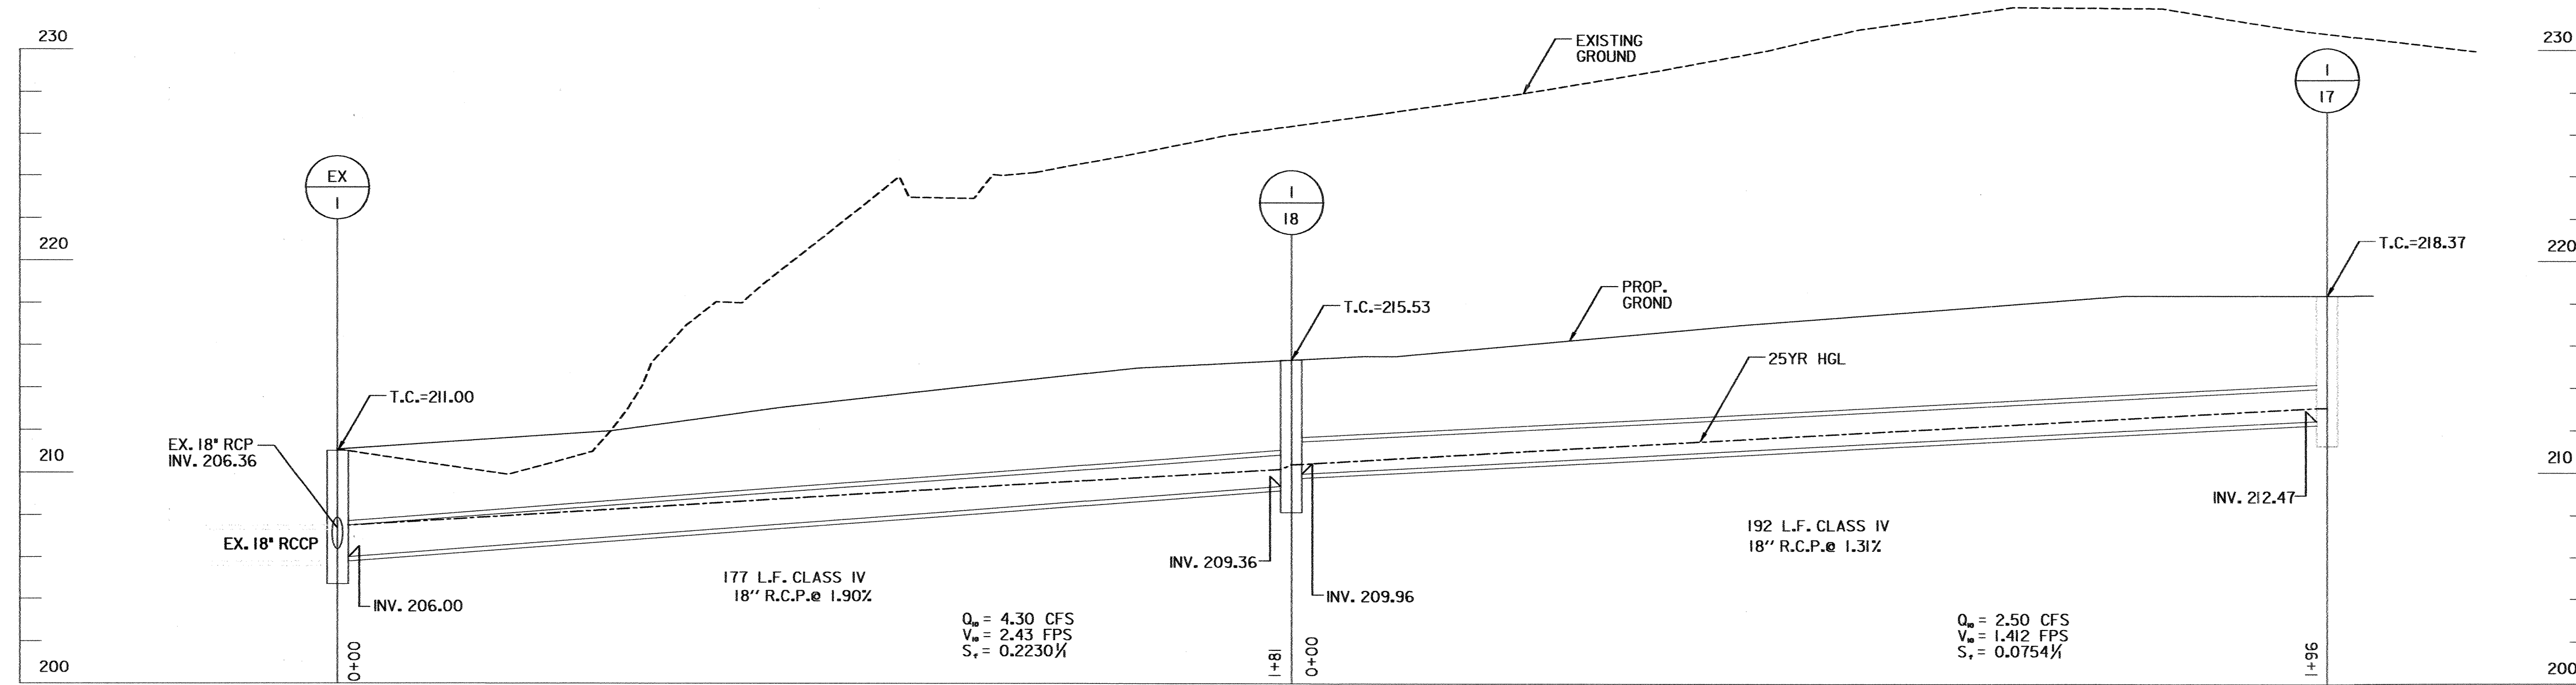 230
EXISTING
GROUND
230
I
17
EX
I
I
18
220
T.C.=218.37
220
PROP.
GROND
T.C.=215.53
25YR HGL
T.C.=211.00
EX. 18" RCP
INV. 206.36
210
210
INV. 212.47
EX. 18" RCCP
192 L.F. CLASS IV
18" R.C.P.@ 1.31%
INV. 209.36
177 L.F. CLASS IV
18" R.C.P.@ 1.90%
INV. 206.00
INV. 209.96
Q₁₀ = 4.30 CFS
V₁₀ = 2.43 FPS
Q₁₀ = 2.50 CFS
V₁₀ = 1.412 FPS
200
0+00
1+81
0+00
1+96
200